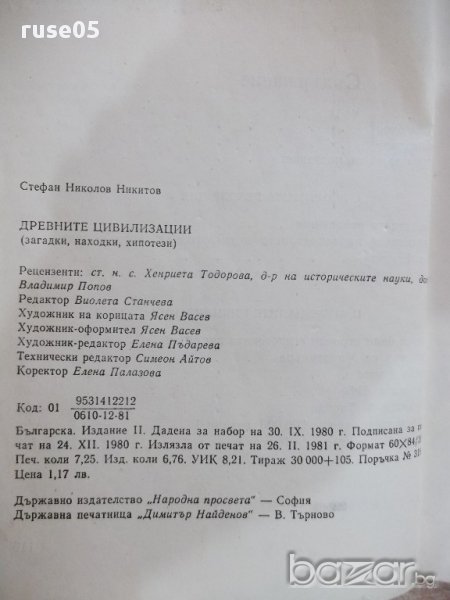 ruse05
Стефан Николов Никитов
ДРЕВНИТЕ ЦИВИЛИЗАЦИИ
(загадки, находки, хипотези)
Рецензенти: ст. н. с. Хенриета Тодорова, д-р на историческите науки,
Владимир Попов
Редактор Виолета Станчева
Художник на корицата Ясен Васев
Художник-оформител Ясен Васев
Художник-редактор Елена Пъдарева
Технически редактор Симеон Айтов
Коректор Елена Палазова
Код: 01 9531412212
0610-12-81
Българска. Издание II. Дадена за набор на 30. IX. 1980 г. Подписана за
чат на 24. XII. 1980 г. Излязла от печат на 26. II. 1981 г. Формат 60×84/
Печ. коли 7,25. Изд. коли 6,76. УИК 8,21. Тираж 30 000+105. Поръчка №
Цена 1,17 лв.
Държавно издателство „Народна просвета" — София
Държавна печатница „Димитър Найденов" — В. Търново
bazar.bg